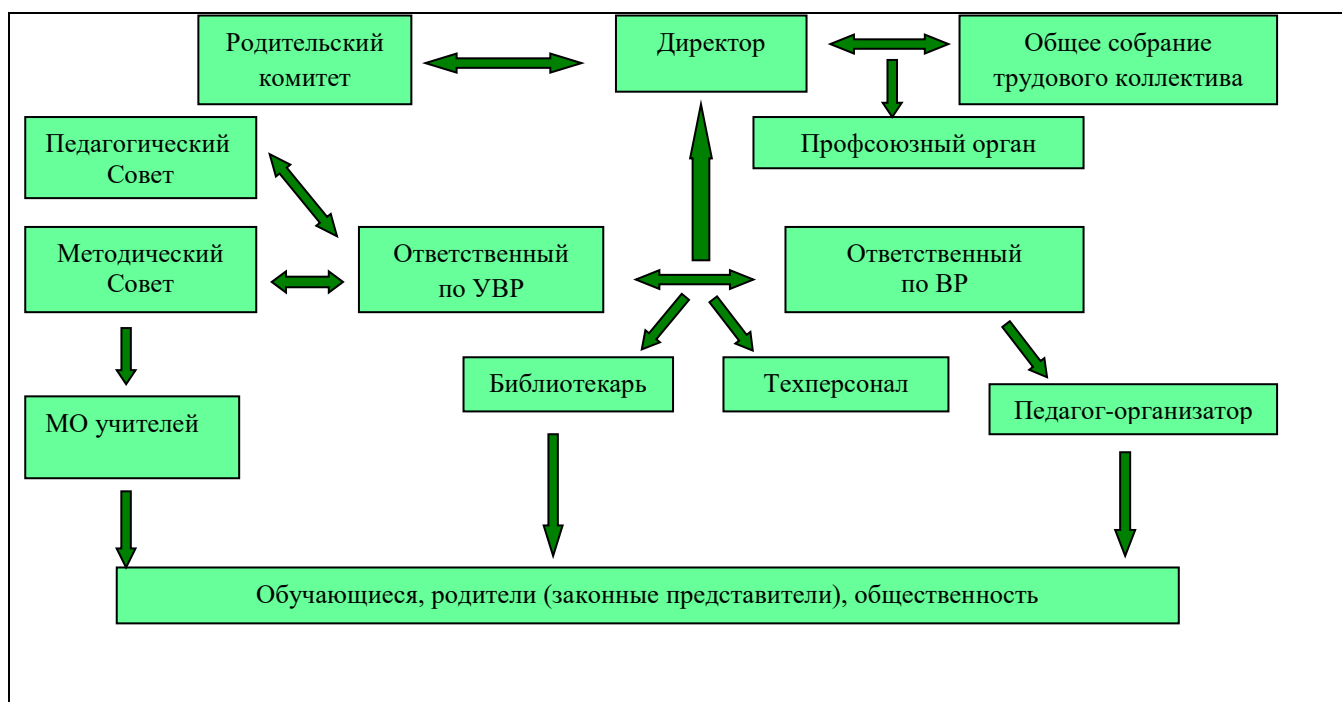 Родительский
комитет
Директор
Общее собрание
трудового коллектива
Педагогический
Совет
Профсоюзный орган
Методический
Совет
Ответственный
по УВР
Ответственный
по ВР
Библиотекарь
Техперсонал
Педагог-организатор
МО учителей
Обучающиеся, родители (законные представители), общественность